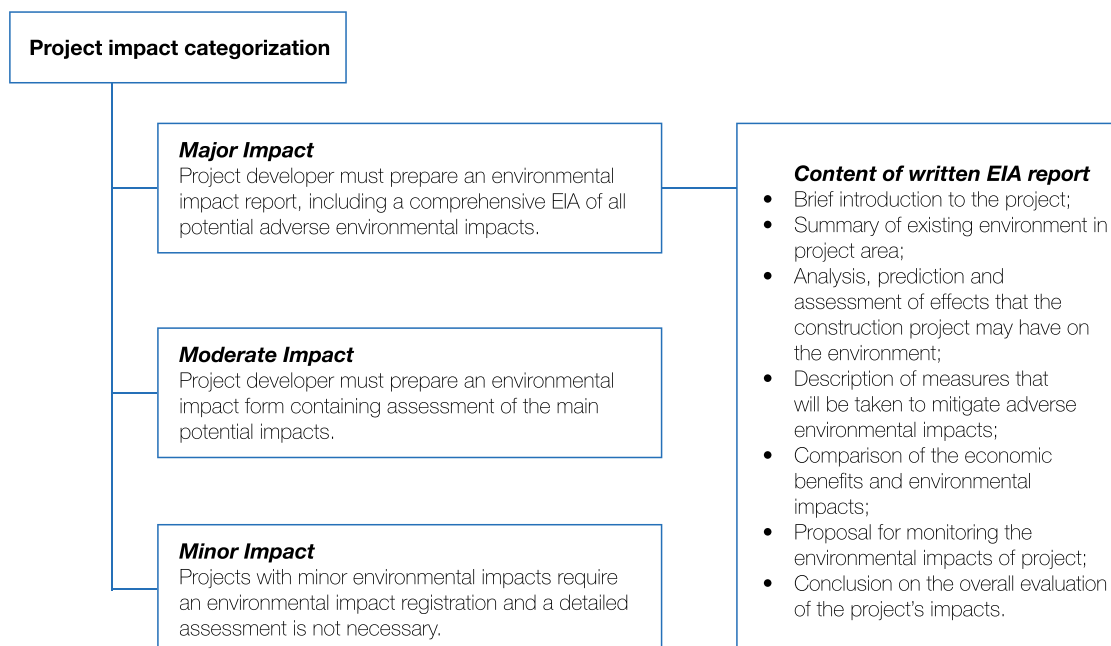 Project impact categorization
Major Impact
Project developer must prepare an environmental
impact report, including a comprehensive EIA of all
potential adverse environmental impacts.
Moderate Impact
Project developer must prepare an environmental
impact form containing assessment of the main
potential impacts.
Minor Impact
Projects with minor environmental impacts require
an environmental impact registration and a detailed
assessment is not necessary.
Content of written EIA report
• Brief introduction to the project;
• Summary of existing environment in
project area;
• Analysis, prediction and
assessment of effects that the
construction project may have on
the environment;
• Description of measures that
will be taken to mitigate adverse
environmental impacts;
• Comparison of the economic
benefits and environmental
impacts;
• Proposal for monitoring the
environmental impacts of project;
• Conclusion on the overall evaluation
of the project’s impacts.